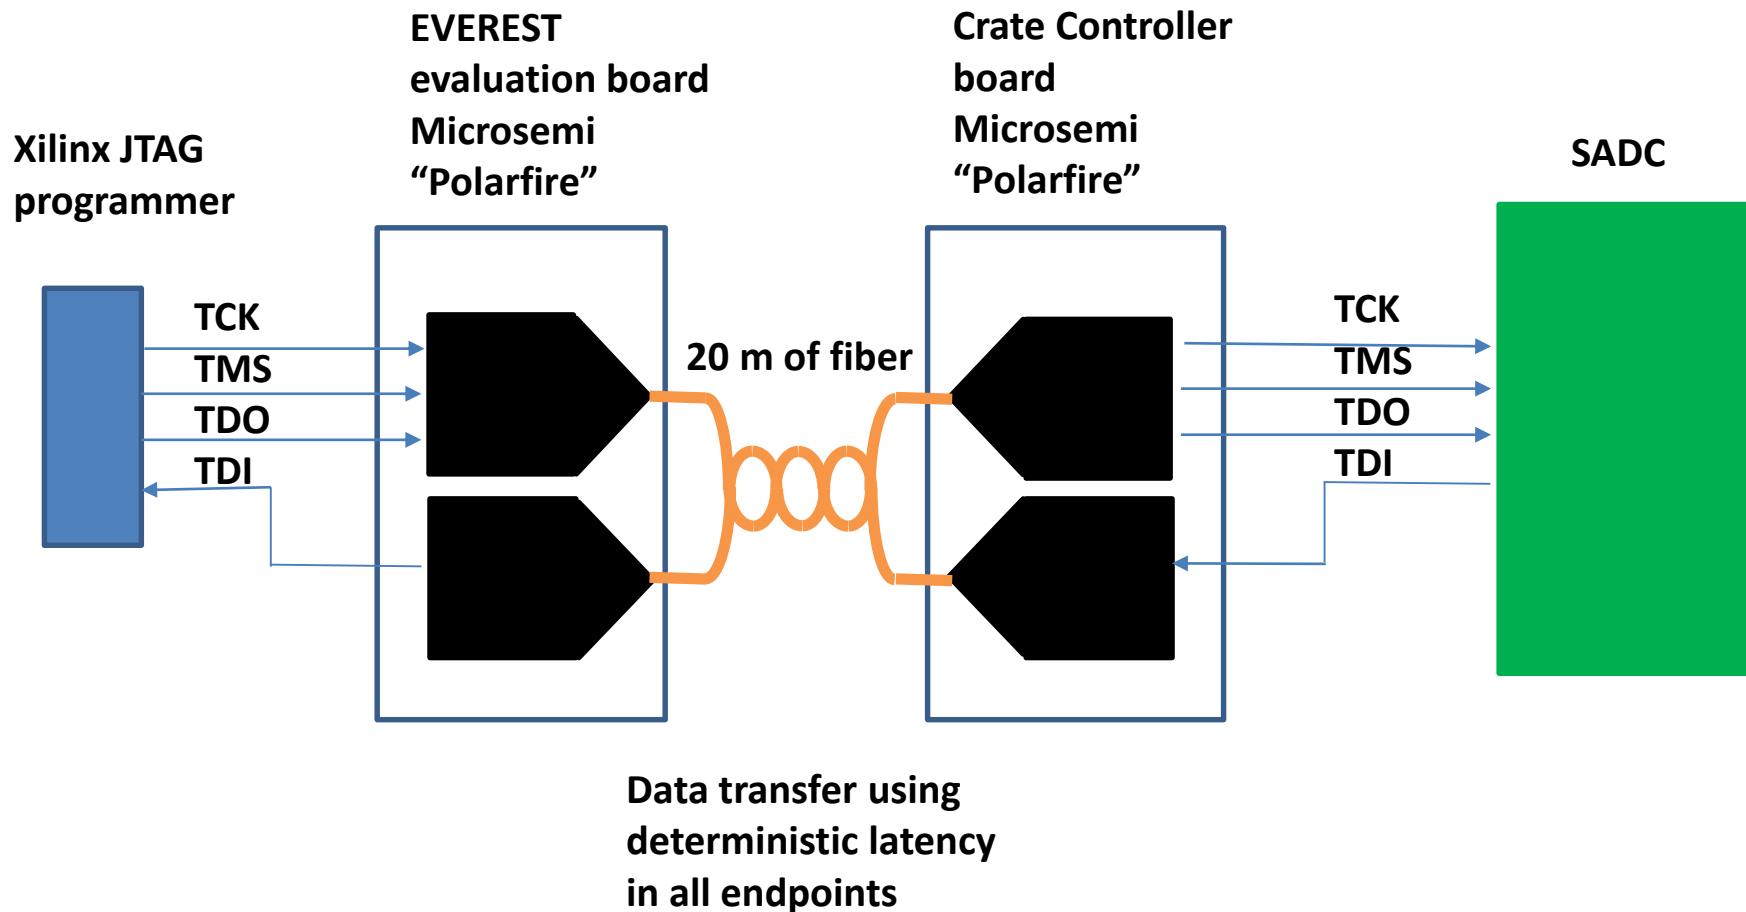 Xilinx JTAG
programmer
EVEREST
evaluation board
Microsemi
“Polarfire”
Crate Controller
board
Microsemi
“Polarfire”
SADC
TCK
TMS
TDO
TDI
20 m of fiber
TCK
TMS
TDO
TDI
Data transfer using
deterministic latency
in all endpoints